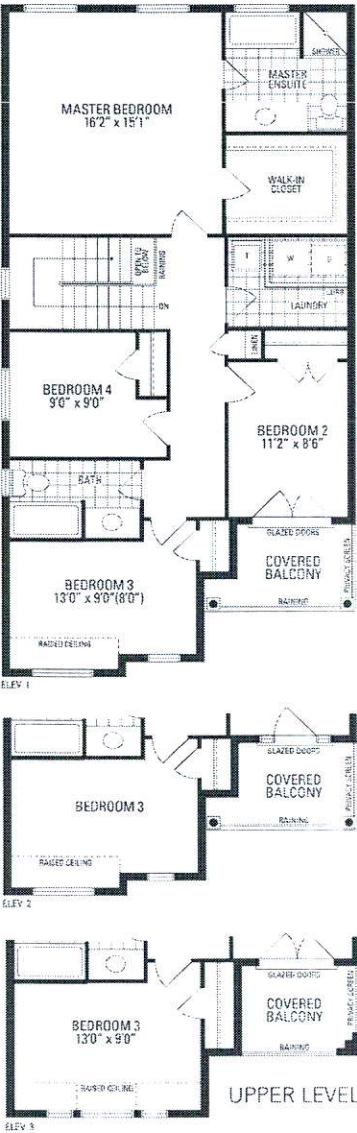 SHOWER
MASTER
ENSUITE
MASTER BEDROOM
16'2" x 15'1"
WALK-IN
CLOSET
OPEN TO
BELOW
RAILING
DN
T
W
D
LAUNDRY
LINEN
BEDROOM 4
9'0" x 9'0"
BEDROOM 2
11'2" x 8'6"
BATH
GLAZED DOORS
COVERED
BALCONY
PRIVACY SCREEN
RAILING
BEDROOM 3
13'0" x 9'0"(8'0")
RAISED CEILING
ELEV. 1
GLAZED DOORS
COVERED
BALCONY
PRIVACY SCREEN
RAILING
BEDROOM 3
RAISED CEILING
ELEV. 2
GLAZED DOORS
COVERED
BALCONY
PRIVACY SCREEN
RAILING
BEDROOM 3
13'0" x 9'0"
RAISED CEILING
UPPER LEVEL
ELEV. 3